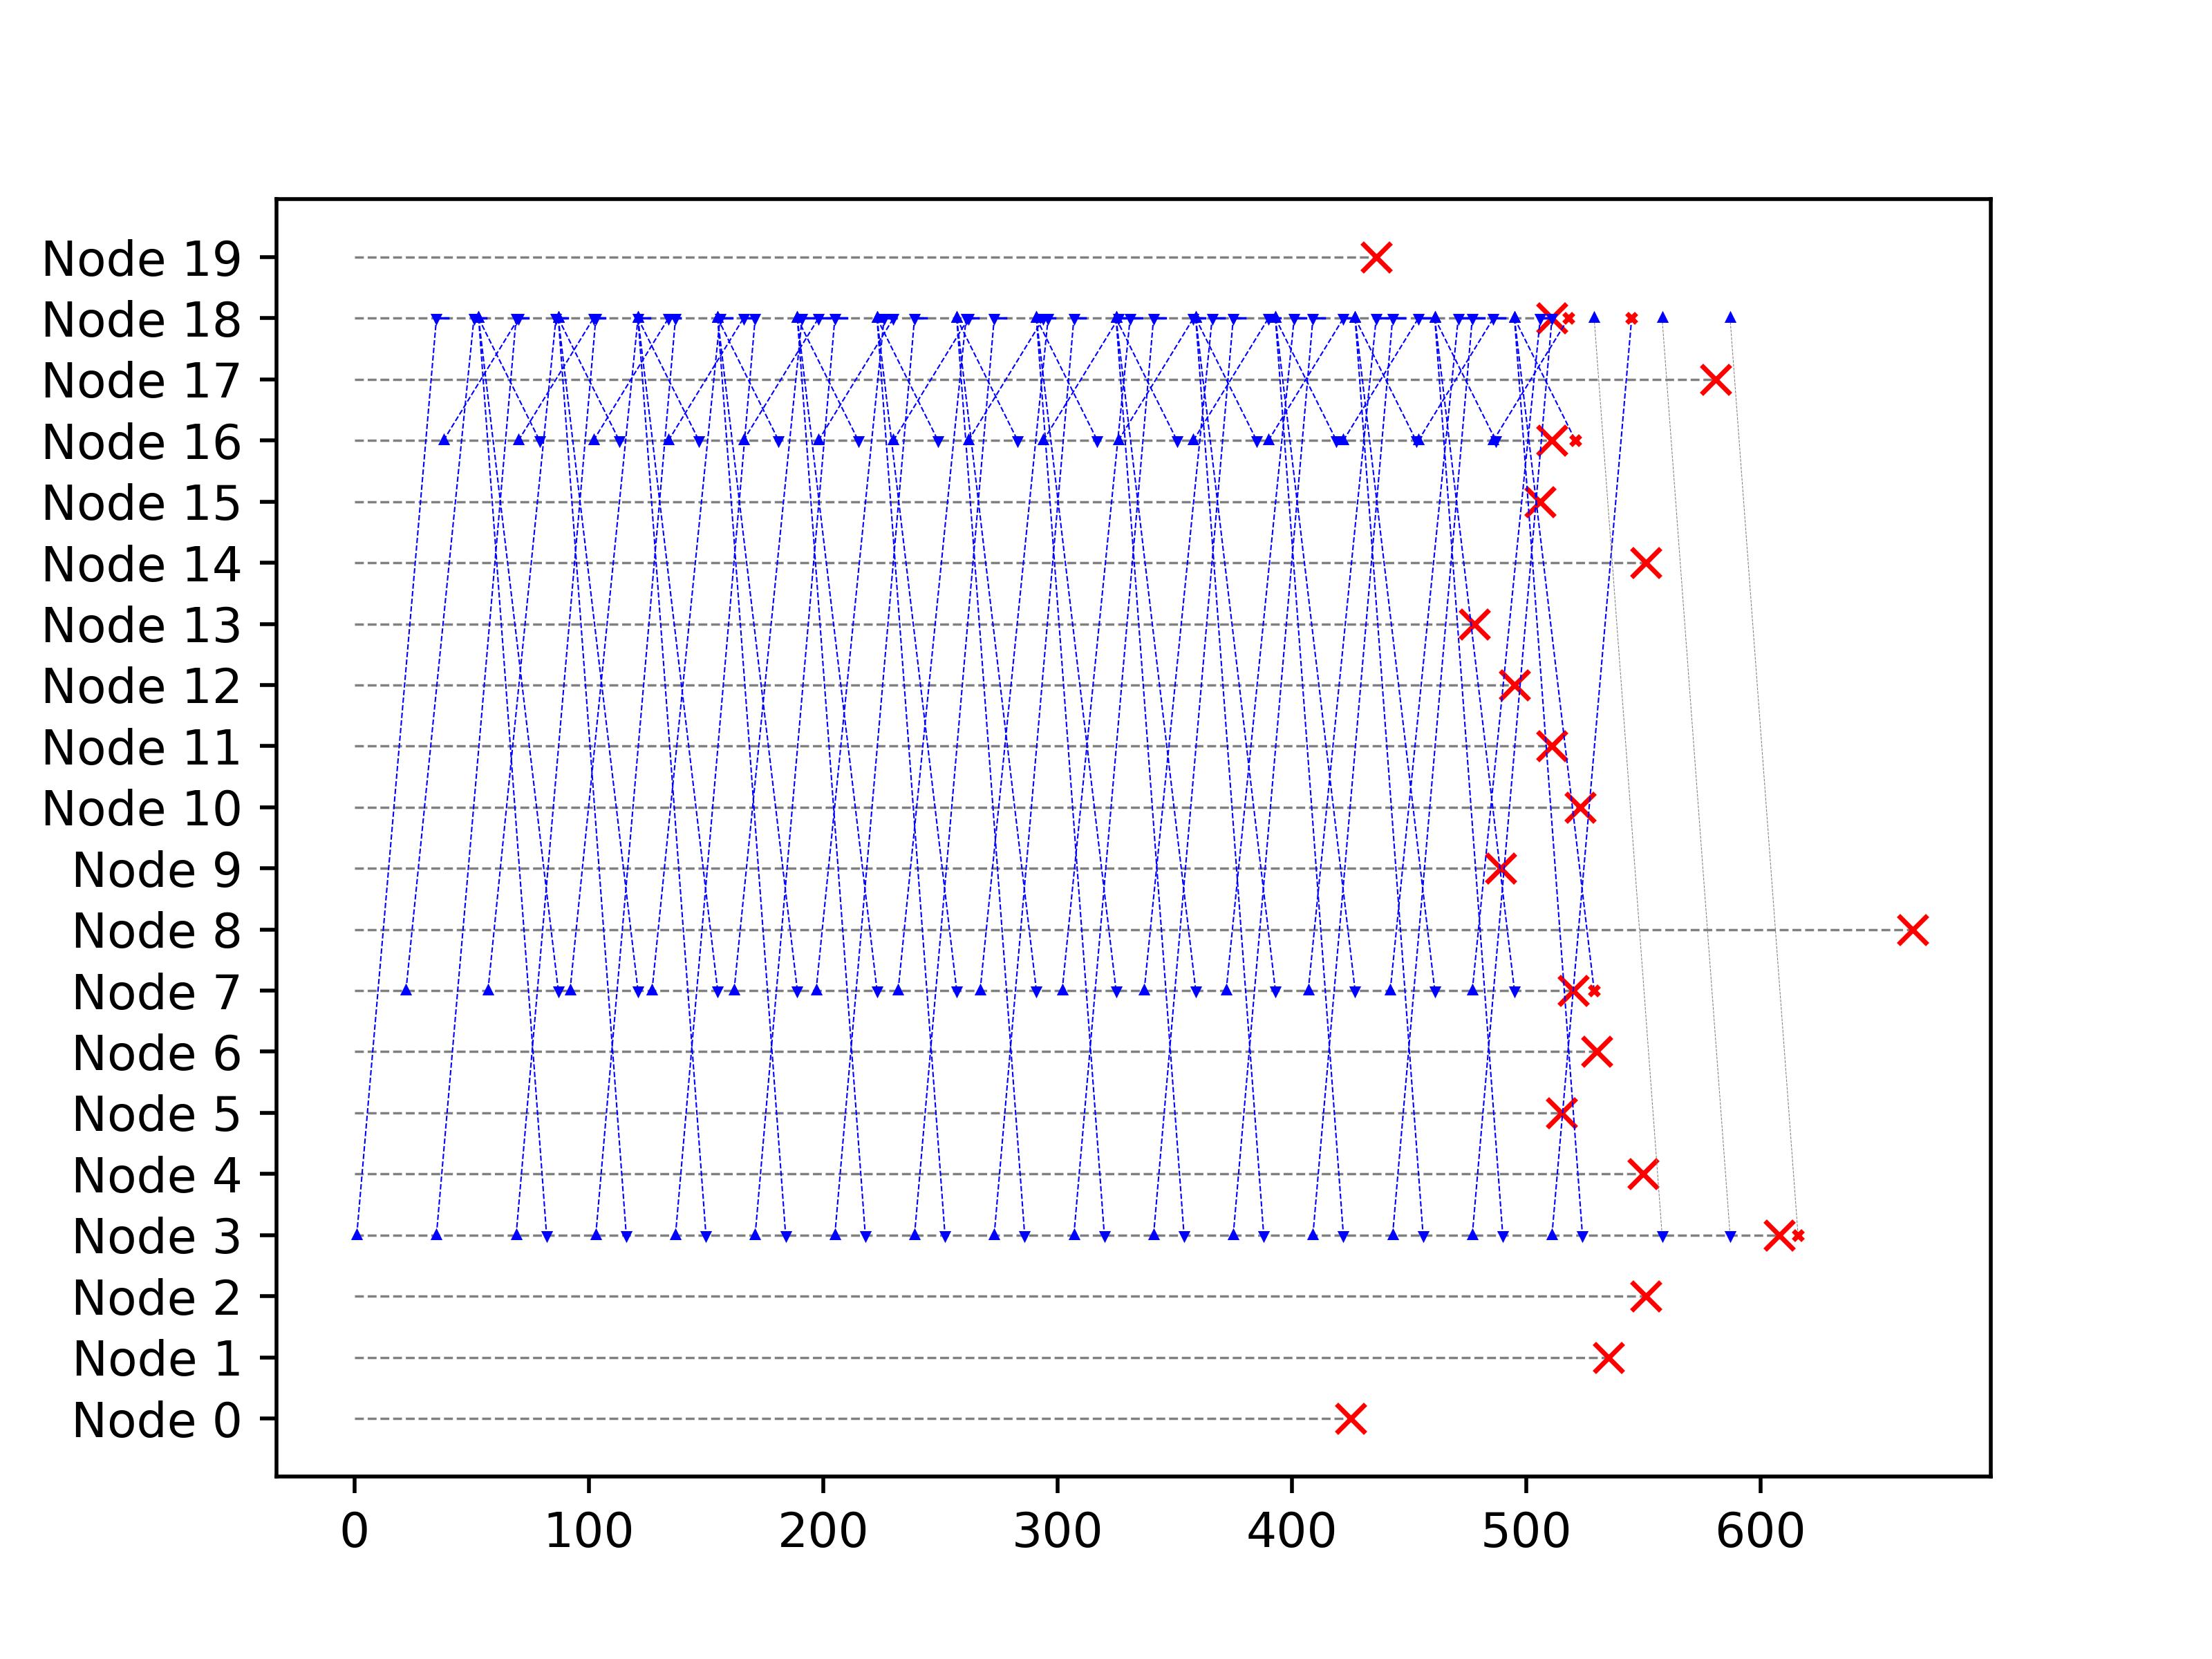 Node 19
Node 18
Node 17
Node 16
Node 15
Node 14
Node 13
Node 12
Node 11
Node 10
Node 9
Node 8
Node 7
Node 6
Node 5
Node 4
Node 3
Node 2
Node 1
Node 0
0 100 200 300 400 500 600